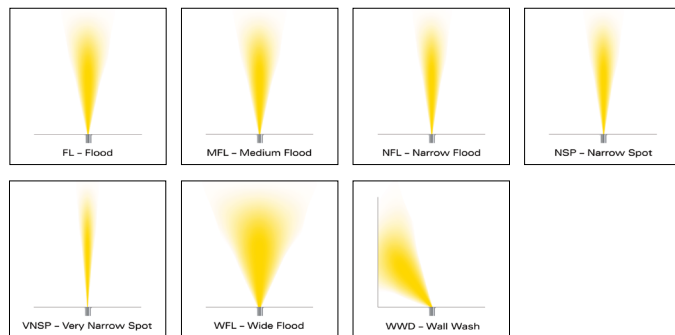 FL – Flood
MFL – Medium Flood
NFL – Narrow Flood
NSP – Narrow Spot
VNSP – Very Narrow Spot
WFL – Wide Flood
WWD – Wall Wash